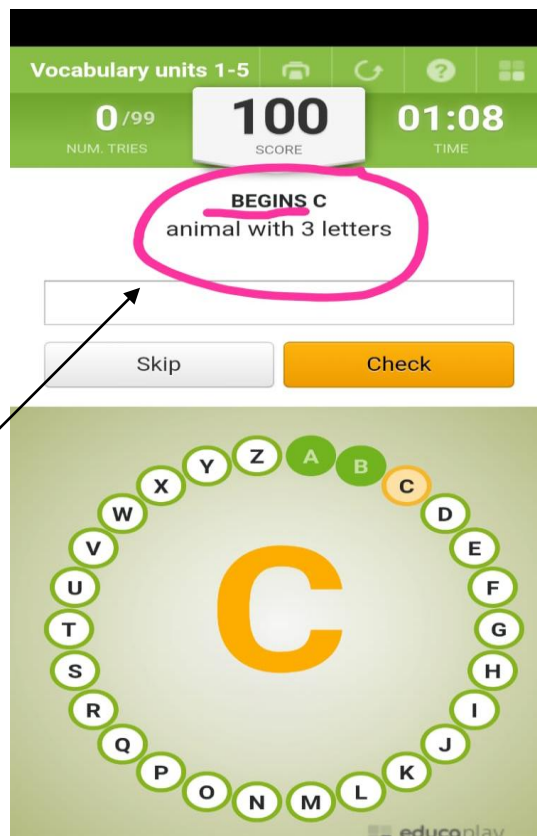 Vocabulary units 1-5
?
0/99
NUM. TRIES
100
SCORE
01:08
TIME
BEGINS C
animal with 3 letters
Skip
Check
A
B
C
D
E
F
G
H
I
J
K
L
M
N
O
P
Q
R
S
T
U
V
W
X
Y
Z
C
educaplay